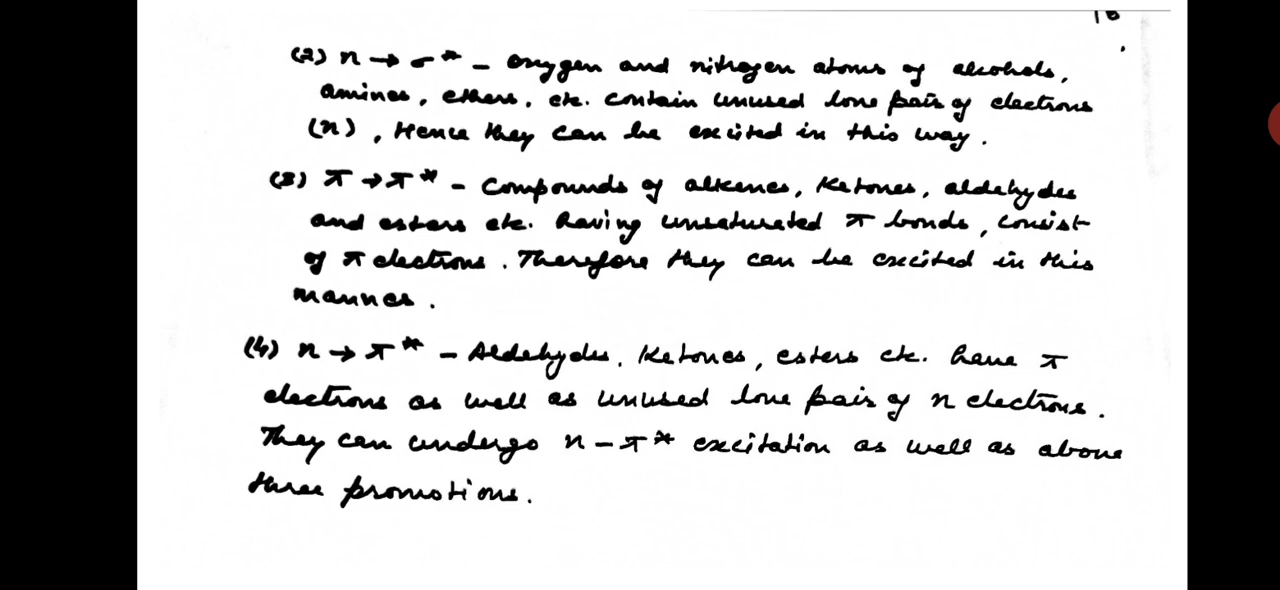 18
(2) n → σ* - oxygen and nitrogen atoms of alcohols,
amines, ethers, etc. contain unused lone pair of electrons
(n), Hence they can be excited in this way.
(3) π → π* - Compounds of alkenes, Ketones, aldehydes
and esters etc. having unsaturated π bonds, consist
of π electrons. Therefore they can be excited in this
manner.
(4) n → π* - Aldehydes, Ketones, esters etc. have π
electrons as well as unused lone pair of n electrons.
They can undergo n - π* excitation as well as above
three promotions.